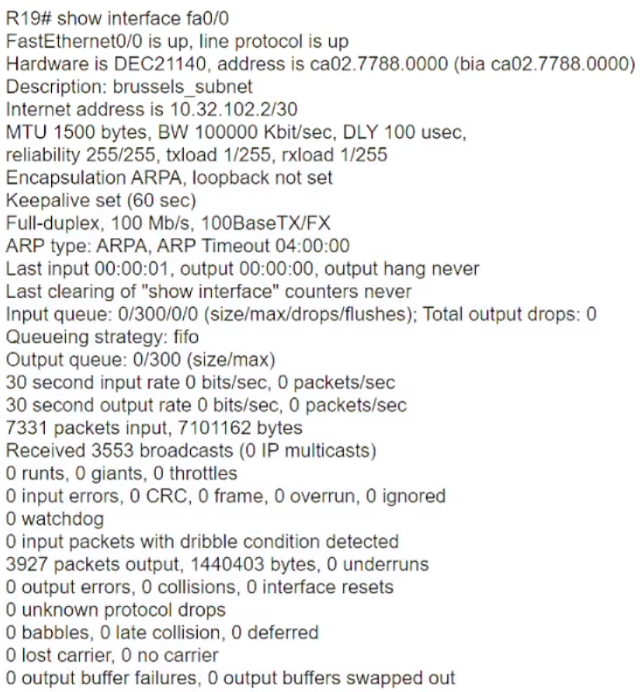 R19# show interface fa0/0
FastEthernet0/0 is up, line protocol is up
Hardware is DEC21140, address is ca02.7788.0000 (bia ca02.7788.0000)
Description: brussels_subnet
Internet address is 10.32.102.2/30
MTU 1500 bytes, BW 100000 Kbit/sec, DLY 100 usec,
reliability 255/255, txload 1/255, rxload 1/255
Encapsulation ARPA, loopback not set
Keepalive set (60 sec)
Full-duplex, 100 Mb/s, 100BaseTX/FX
ARP type: ARPA, ARP Timeout 04:00:00
Last input 00:00:01, output 00:00:00, output hang never
Last clearing of "show interface" counters never
Input queue: 0/300/0/0 (size/max/drops/flushes); Total output drops: 0
Queueing strategy: fifo
Output queue: 0/300 (size/max)
30 second input rate 0 bits/sec, 0 packets/sec
30 second output rate 0 bits/sec, 0 packets/sec
7331 packets input, 7101162 bytes
Received 3553 broadcasts (0 IP multicasts)
0 runts, 0 giants, 0 throttles
0 input errors, 0 CRC, 0 frame, 0 overrun, 0 ignored
0 watchdog
0 input packets with dribble condition detected
3927 packets output, 1440403 bytes, 0 underruns
0 output errors, 0 collisions, 0 interface resets
0 unknown protocol drops
0 babbles, 0 late collision, 0 deferred
0 lost carrier, 0 no carrier
0 output buffer failures, 0 output buffers swapped out